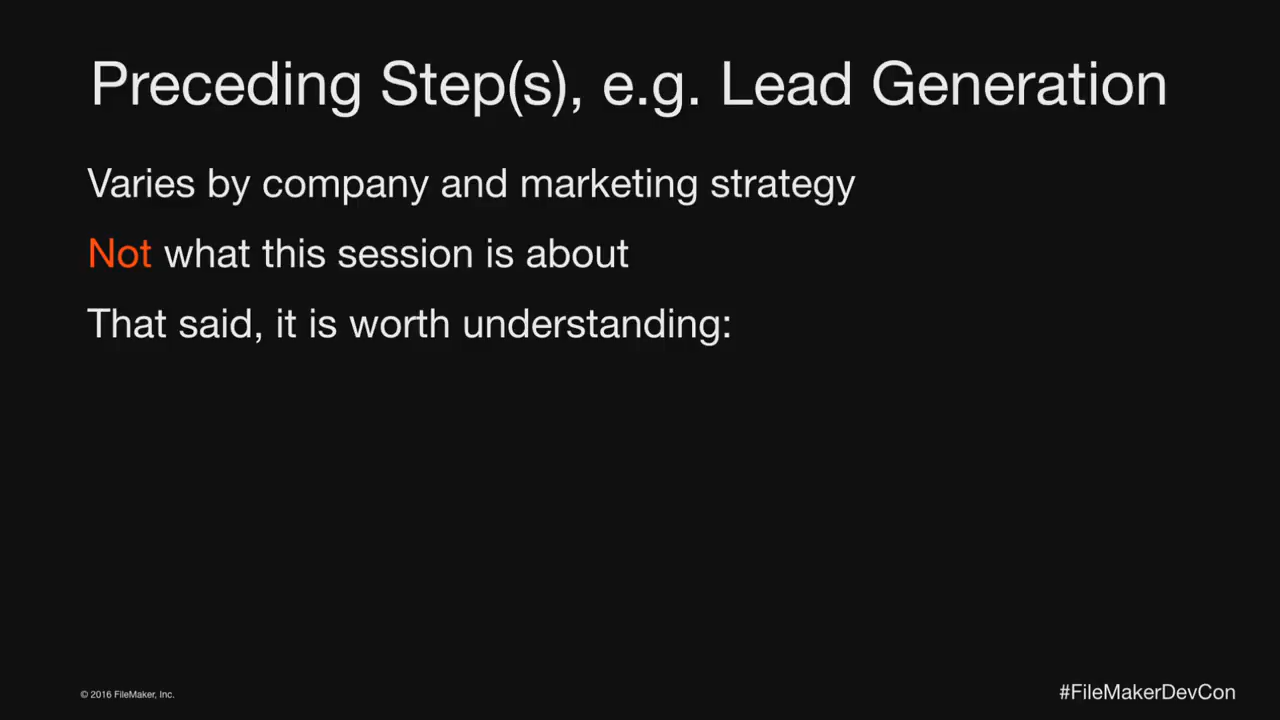 Preceding Step(s), e.g. Lead Generation
Varies by company and marketing strategy
Not what this session is about
That said, it is worth understanding:
© 2016 FileMaker, Inc.
#FileMakerDevCon